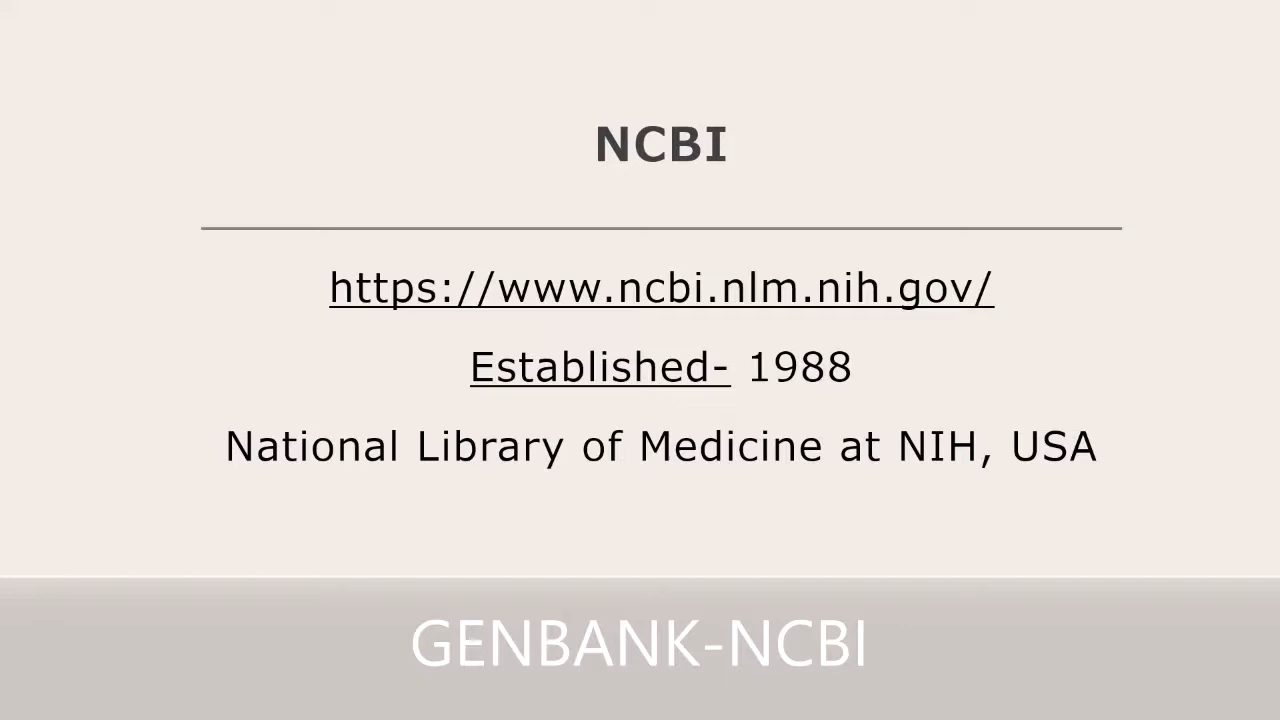 NCBI
https://www.ncbi.nlm.nih.gov/
Established- 1988
National Library of Medicine at NIH, USA
GENBANK-NCBI